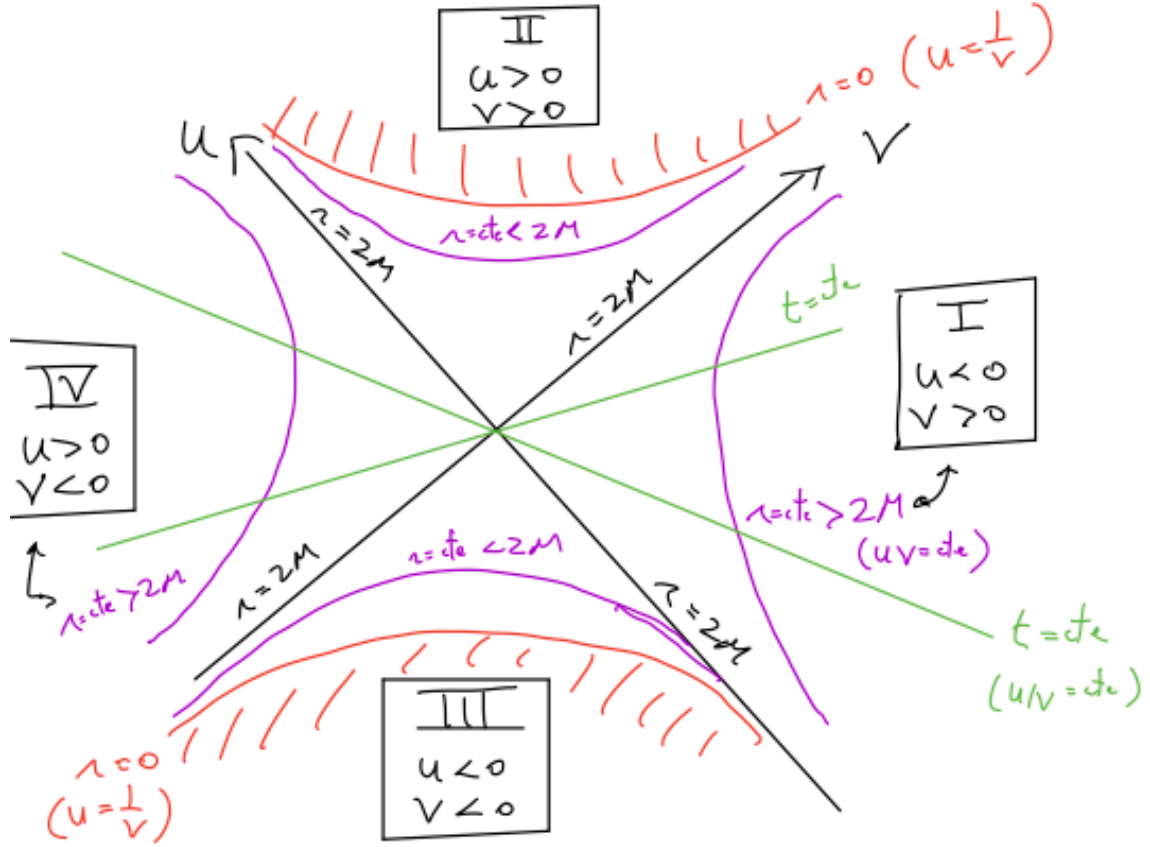 II
u > 0
v > 0
r=0 (u=1/v)
u
v
r=2M
r=cte<2M
r=2M
t=cte
I
u<0
v>0
IV
u>0
v<0
r=cte>2M
(uv=cte)
r=cte<2M
r=2M
r=cte>2M
r=2M
t=cte
(u/v=cte)
III
u<0
v<0
r=0
(u=1/v)